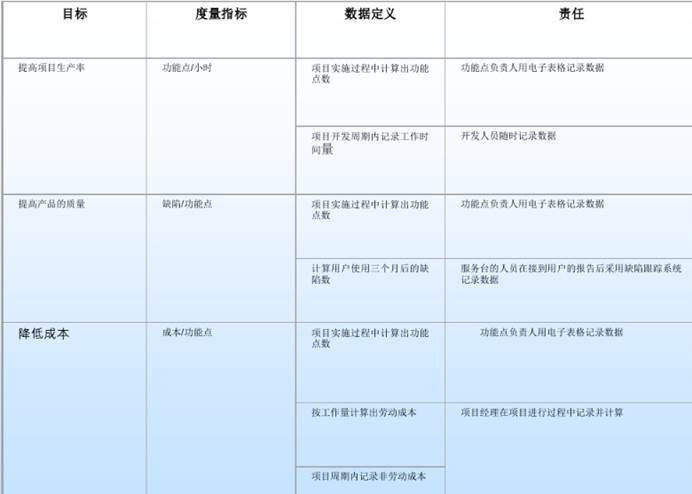 目标 度量指标 数据定义 责任
提高项目生产率 功能点/小时 项目实施过程中计算出功能 功能点负责人用电子表格记录数据
点数
项目开发周期内记录工作时 开发人员随时记录数据
间量
提高产品的质量 缺陷/功能点 项目实施过程中计算出功能 功能点负责人用电子表格记录数据
点数
计算用户使用三个月后的缺 服务台的人员在接到用户的报告后采用缺陷跟踪系统
陷数 记录数据
降低成本 成本/功能点 项目实施过程中计算出功能 功能点负责人用电子表格记录数据
点数
按工作量计算出劳动成本 项目经理在项目进行过程中记录并计算
项目周期内记录非劳动成本